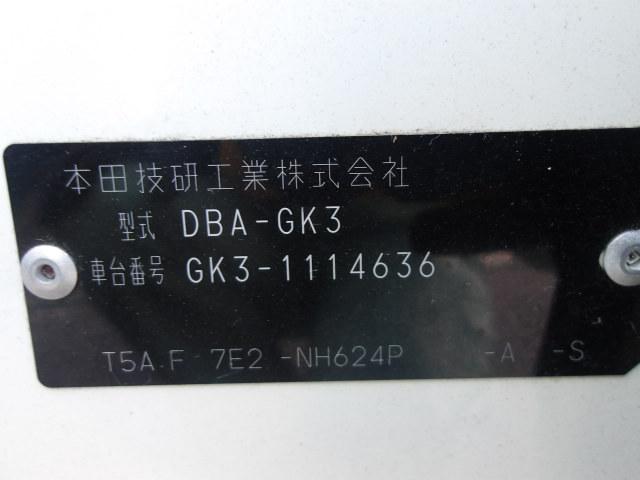 本田技研工業株式会社
型式 DBA-GK3
車台番号 GK3-1114636
T5A F 7E2 -NH624P -A -S